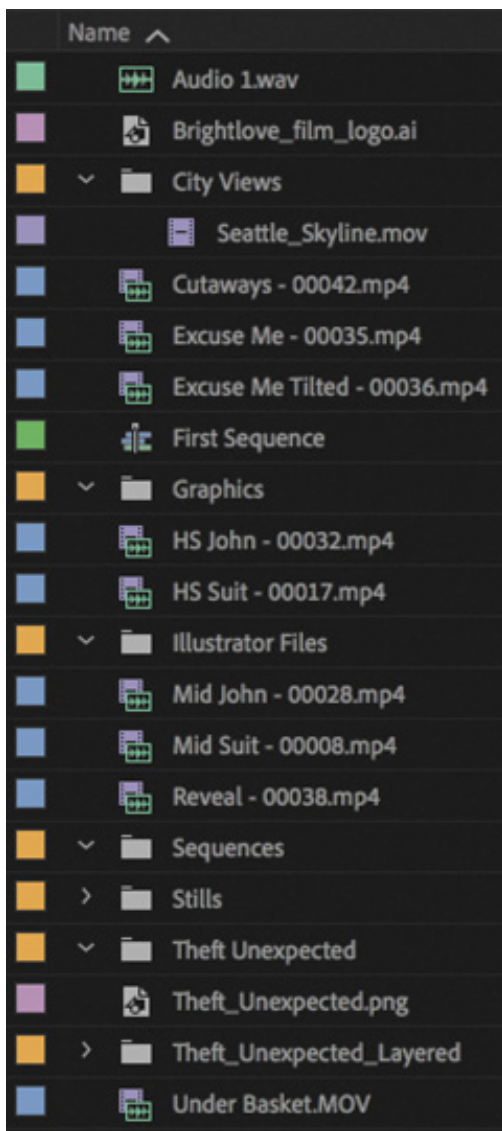 Name
Audio 1.wav
Brightlove_film_logo.ai
City Views
Seattle_Skyline.mov
Cutaways - 00042.mp4
Excuse Me - 00035.mp4
Excuse Me Tilted - 00036.mp4
First Sequence
Graphics
HS John - 00032.mp4
HS Suit - 00017.mp4
Illustrator Files
Mid John - 00028.mp4
Mid Suit - 00008.mp4
Reveal - 00038.mp4
Sequences
Stills
Theft Unexpected
Theft_Unexpected.png
Theft_Unexpected_Layered
Under Basket.MOV